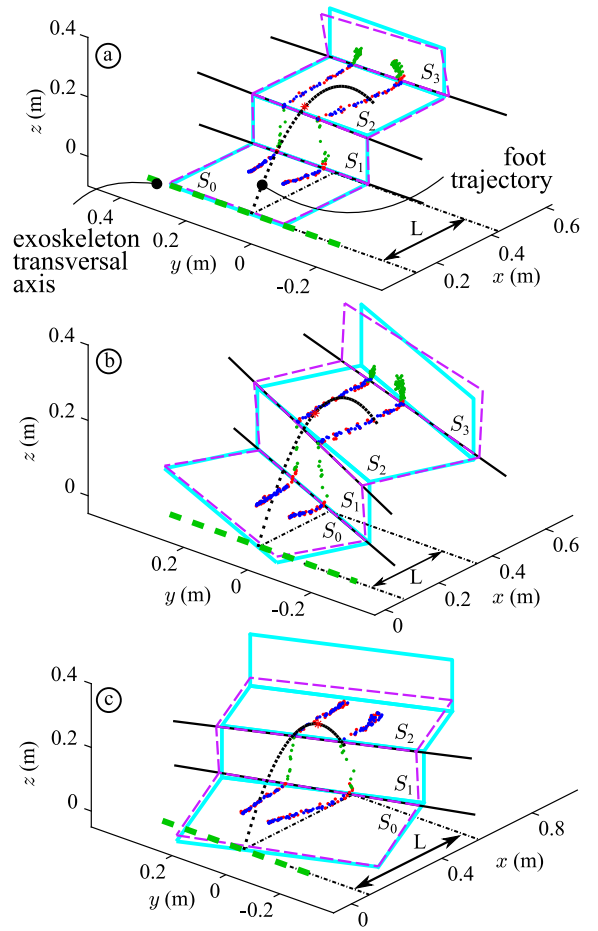 a
0.4
0.2
0
z (m)
S3
S2
S1
S0
foot
trajectory
exoskeleton
transversal
axis
0.4
0.2
0
-0.2
y (m)
L
0.2
0.4
0.6
x (m)
b
0.4
0.2
0
z (m)
S3
S2
S1
S0
0.2
0
-0.2
y (m)
L
0
0.2
0.4
0.6
x (m)
c
0.4
0.2
0
z (m)
S2
S1
S0
0.2
0
-0.2
y (m)
L
0
0.4
0.8
x (m)